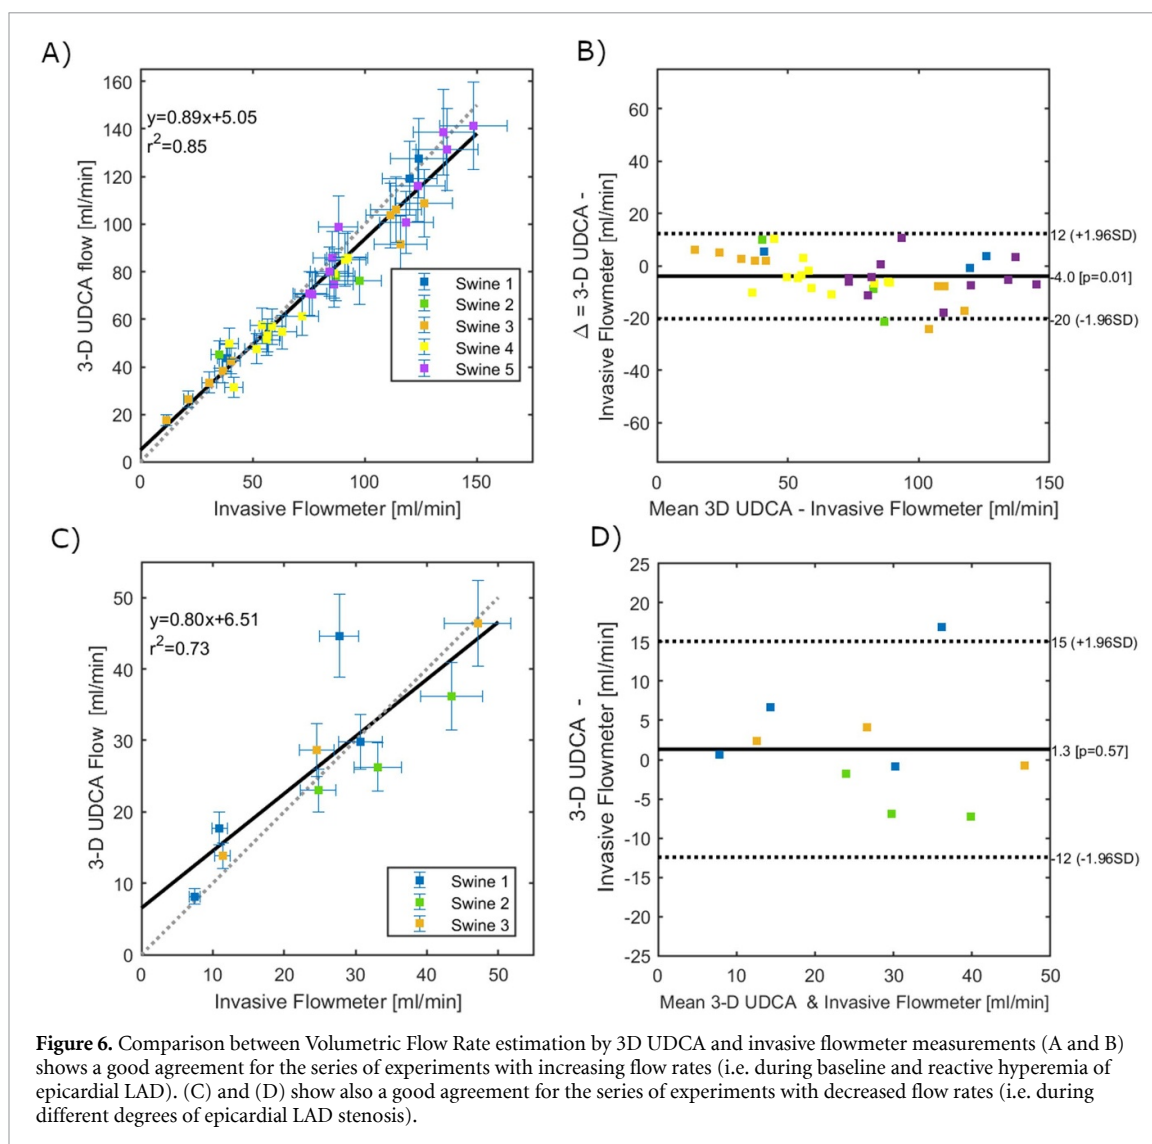 A)
3-D UDCA flow [ml/min]
160
140
120
100
80
60
40
20
0
y=0.89x+5.05
r²=0.85
Swine 1
Swine 2
Swine 3
Swine 4
Swine 5
0 50 100 150
Invasive Flowmeter [ml/min]
B)
Δ = 3-D UDCA -
Invasive Flowmeter [ml/min]
60
40
20
0
-20
-40
-60
12 (+1.96SD)
-4.0 [p=0.01]
-20 (-1.96SD)
0 50 100 150
Mean 3D UDCA - Invasive Flowmeter [ml/min]
C)
3-D UDCA Flow [ml/min]
50
40
30
20
10
0
y=0.80x+6.51
r²=0.73
Swine 1
Swine 2
Swine 3
0 10 20 30 40 50
Invasive Flowmeter [ml/min]
D)
3-D UDCA -
Invasive Flowmeter [ml/min]
25
20
15
10
5
0
-5
-10
-15
-20
-25
15 (+1.96SD)
1.3 [p=0.57]
-12 (-1.96SD)
0 10 20 30 40 50
Mean 3-D UDCA & Invasive Flowmeter [ml/min]
Figure 6. Comparison between Volumetric Flow Rate estimation by 3D UDCA and invasive flowmeter measurements (A and B)
shows a good agreement for the series of experiments with increasing flow rates (i.e. during baseline and reactive hyperemia of
epicardial LAD). (C) and (D) show also a good agreement for the series of experiments with decreased flow rates (i.e. during
different degrees of epicardial LAD stenosis).